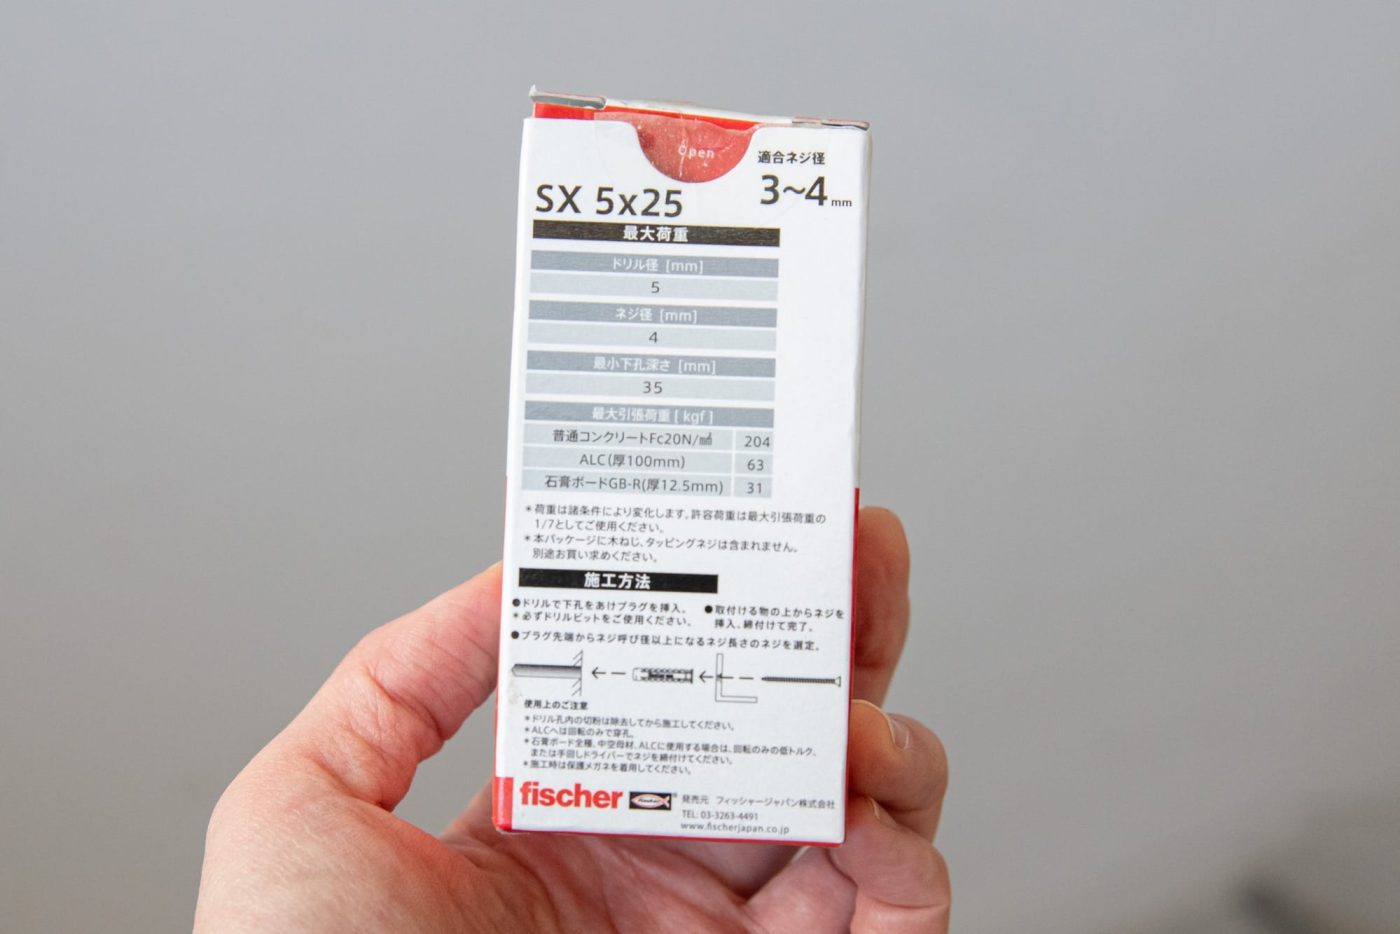 Open
適合ネジ径
SX 5x25
3~4mm
最大荷重
ドリル径 [mm]
5
ネジ径 [mm]
4
最小下孔深さ [mm]
35
最大引張荷重 [ kgf ]
普通コンクリートFc20N/㎟ 204
ALC(厚100mm) 63
石膏ボードGB-R(厚12.5mm) 31
＊荷重は諸条件により変化します。許容荷重は最大引張荷重の
1/7としてご使用ください。
＊本パッケージに木ねじ、タッピングネジは含まれません。
別途お買い求めください。
施工方法
●ドリルで下孔をあけプラグを挿入。
＊必ずドリルビットをご使用ください。
●取付ける物の上からネジを
挿入、締付けて完了。
●プラグ先端からネジ呼び径以上になるネジ長さのネジを選定。
使用上のご注意
＊ドリル孔内の切粉は除去してから施工してください。
＊ALCへは回転のみで穿孔。
＊石膏ボード全種、中空母材、ALCに使用する場合は、回転のみの低トルク、
または手回しドライバーでネジを締付けてください。
＊施工時は保護メガネを着用してください。
fischer
fischer ®
発売元 フィッシャージャパン株式会社
TEL: 03-3263-4491
www.fischerjapan.co.jp